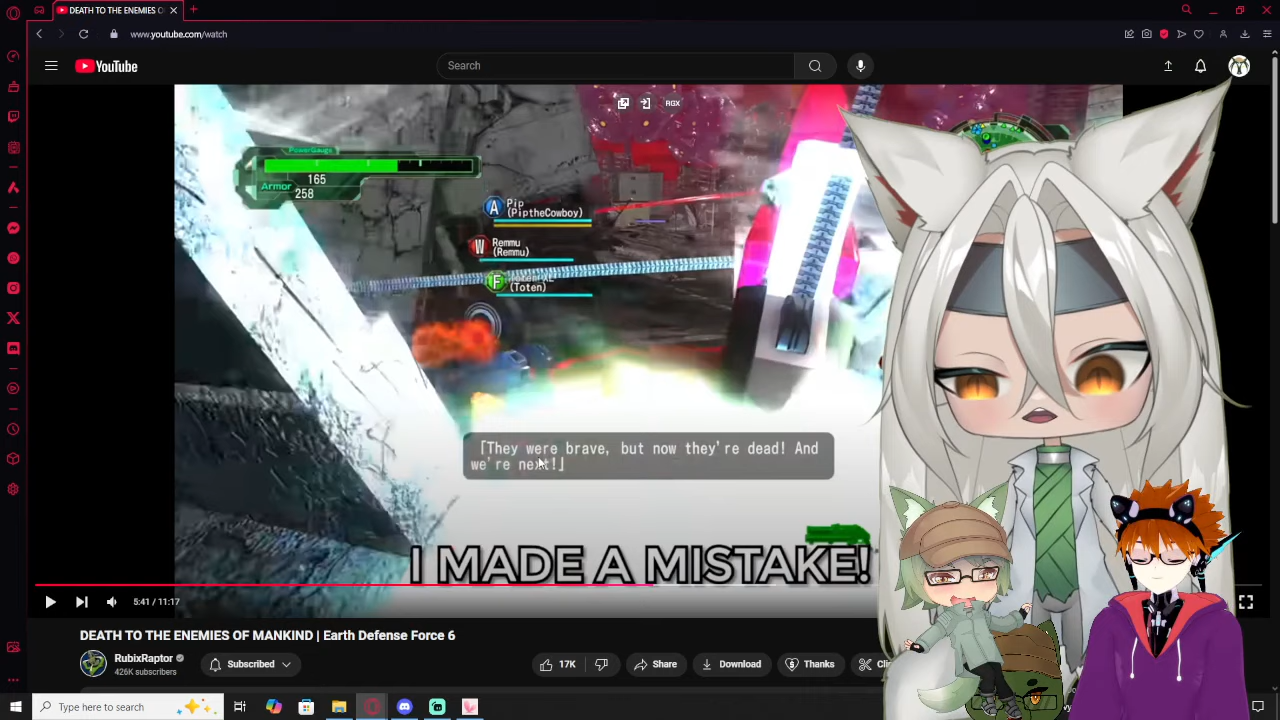 DEATH TO THE ENEMIES O
www.youtube.com/watch
YouTube
Search
RGX
PowerGauge
165
Armor
258
A Pip
(PiptheCowboy)
W Remmu
(Remmu)
F
(Toten)
「They were brave, but now they're dead! And
we're next!」
I MADE A MISTAKE!
5:41 / 11:17
DEATH TO THE ENEMIES OF MANKIND | Earth Defense Force 6
RubixRaptor
426K subscribers
Subscribed
17K
Share
Download
Thanks
Cli
Type here to search